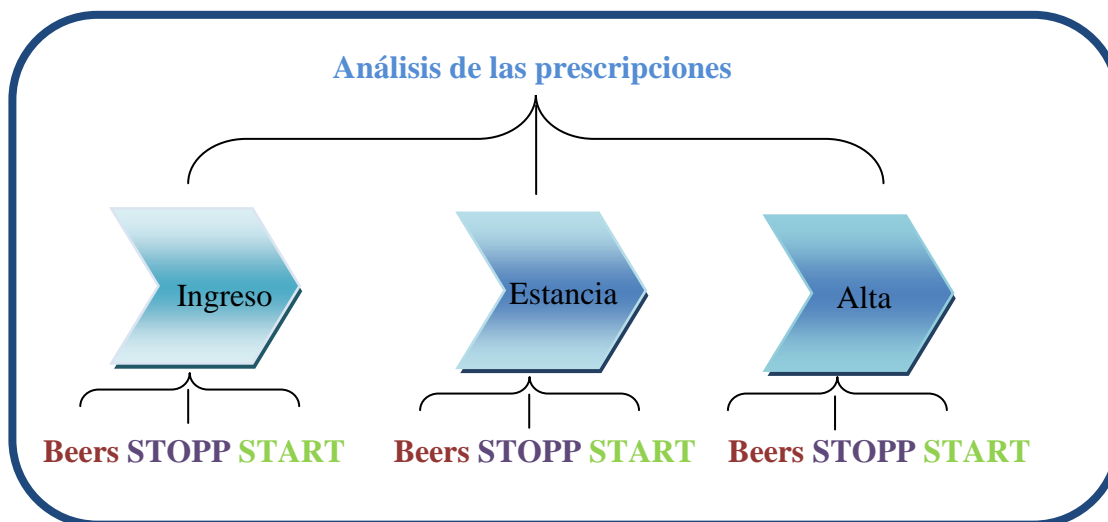 Análisis de las prescripciones
Ingreso
Estancia
Alta
Beers STOPP START
Beers STOPP START
Beers STOPP START